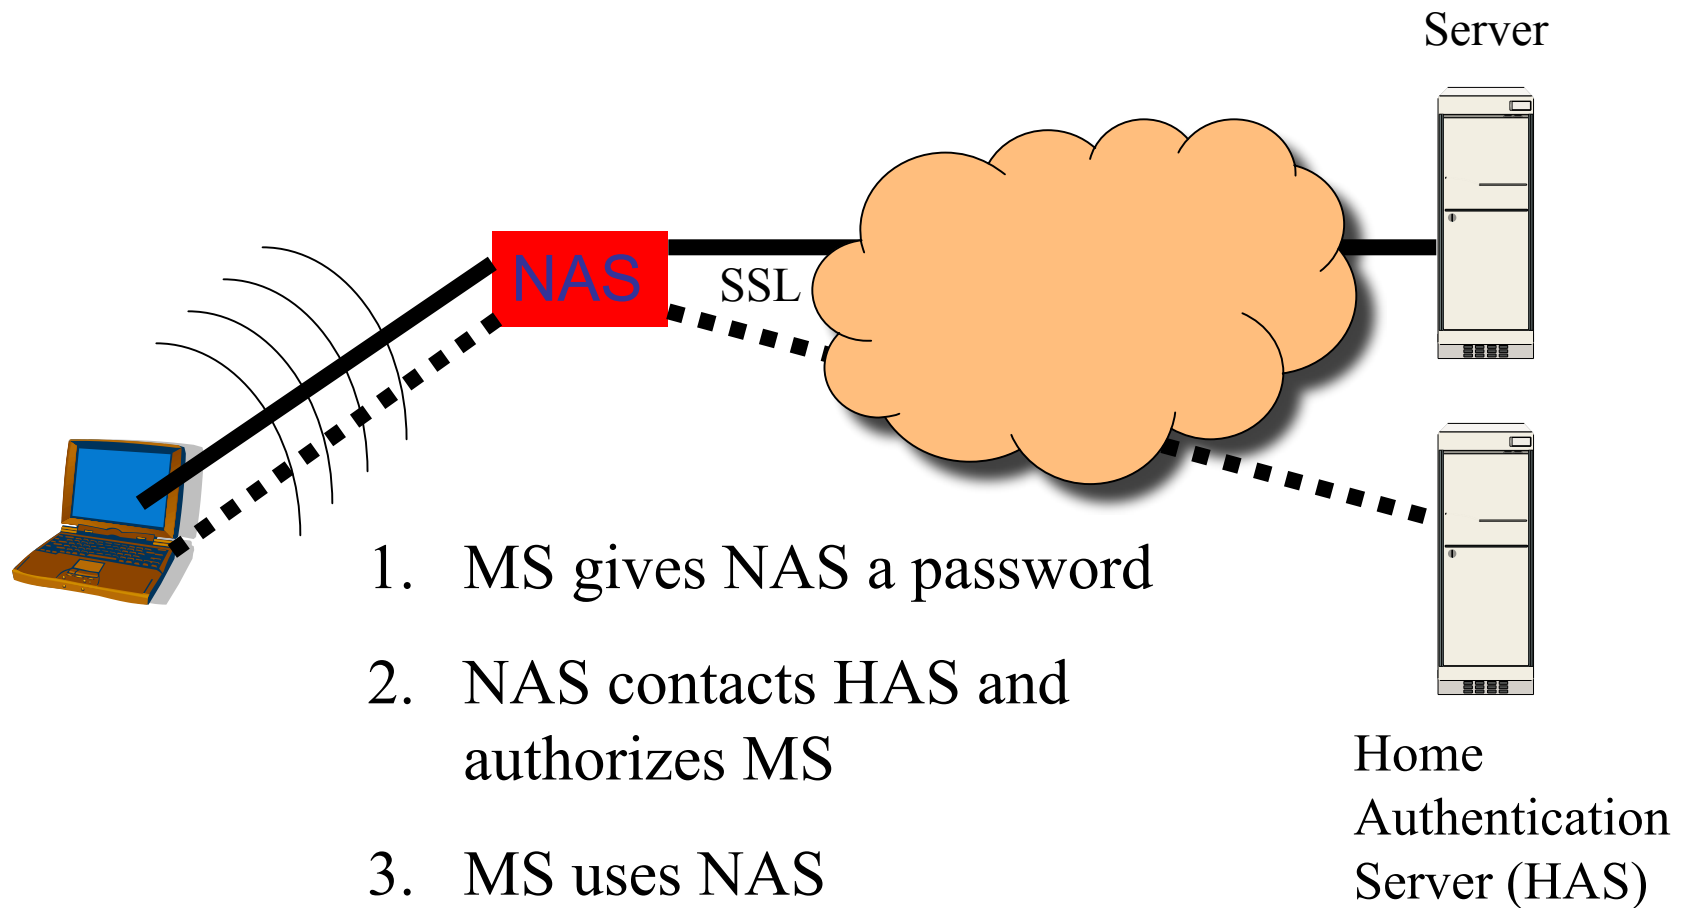 Server
NAS
SSL
1. MS gives NAS a password
2. NAS contacts HAS and
authorizes MS
3. MS uses NAS
Home
Authentication
Server (HAS)